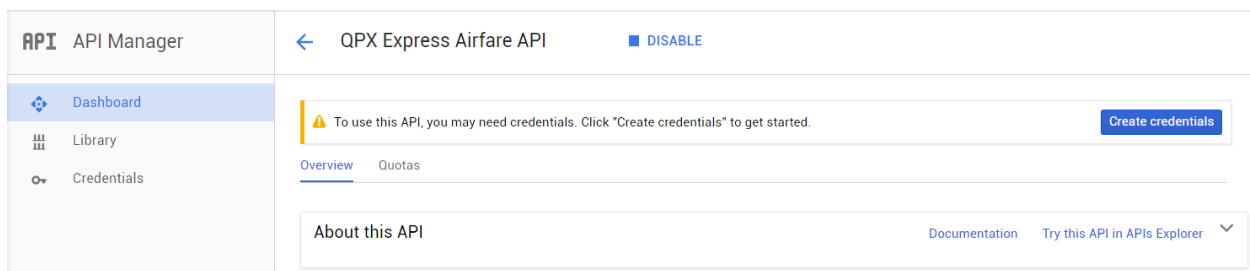 API API Manager
QPX Express Airfare API
DISABLE
Dashboard
Library
Credentials
To use this API, you may need credentials. Click "Create credentials" to get started.
Create credentials
Overview
Quotas
About this API
Documentation
Try this API in APIs Explorer